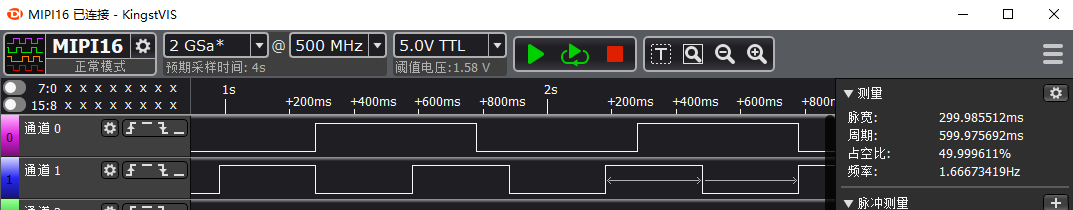 MIPI16 已连接 - KingstVIS
MIPI16
正常模式
2 GSa* @ 500 MHz
预期采样时间: 4s
5.0V TTL
阈值电压:1.58 V
7:0 x x x x x x x x
15:8 x x x x x x x x
1s 2s
+200ms +400ms +600ms +800ms +200ms +400ms +600ms +800m
0 通道 0
1 通道 1
测量
脉宽: 299.985512ms
周期: 599.975692ms
占空比: 49.999611%
频率: 1.66673419Hz
脉冲测量